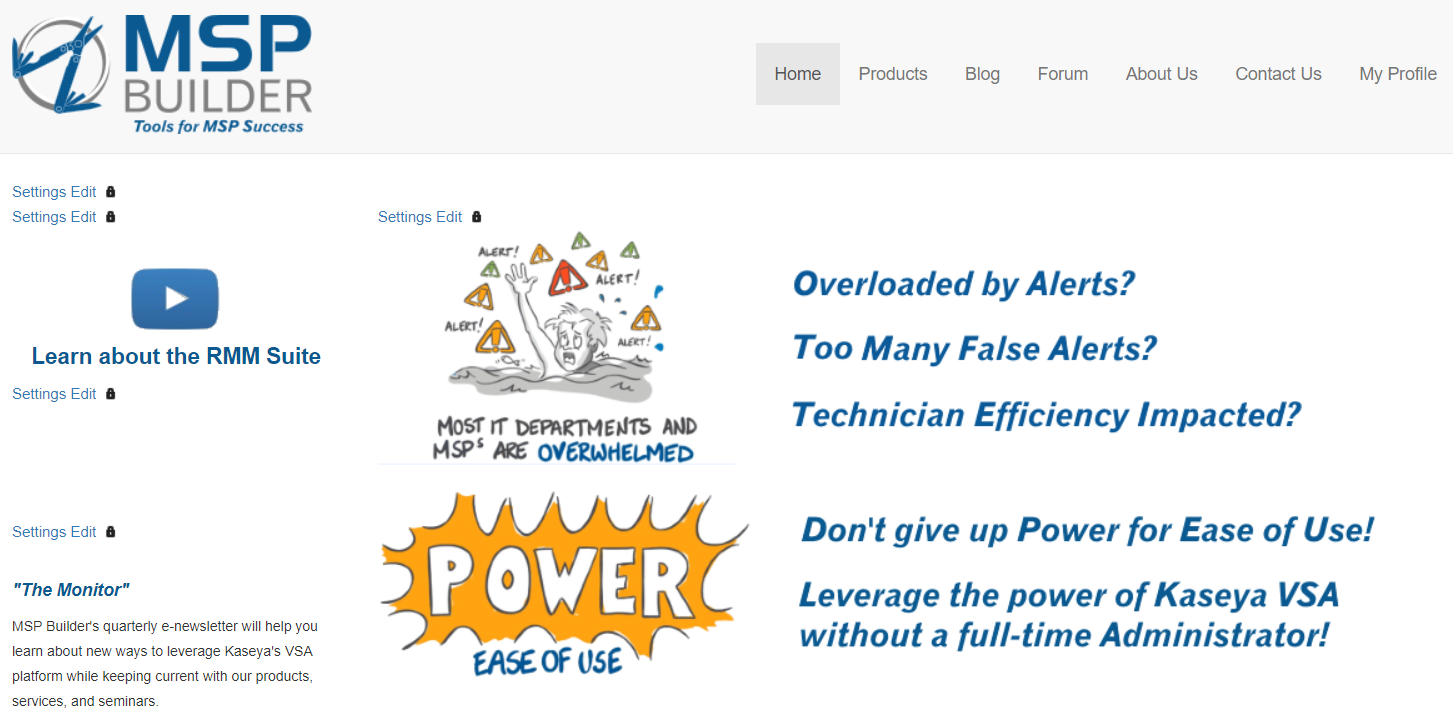 MSP
BUILDER
Tools for MSP Success
Home Products Blog Forum About Us Contact Us My Profile
Settings Edit
Settings Edit
Learn about the RMM Suite
Settings Edit
Settings Edit
"The Monitor"
MSP Builder's quarterly e-newsletter will help you
learn about new ways to leverage Kaseya's VSA
platform while keeping current with our products,
services, and seminars.
Settings Edit
ALERT!
ALERT!
ALERT!
ALERT!
MOST IT DEPARTMENTS AND
MSPS ARE OVERWHELMED
Overloaded by Alerts?
Too Many False Alerts?
Technician Efficiency Impacted?
POWER
EASE OF USE
Don't give up Power for Ease of Use!
Leverage the power of Kaseya VSA
without a full-time Administrator!